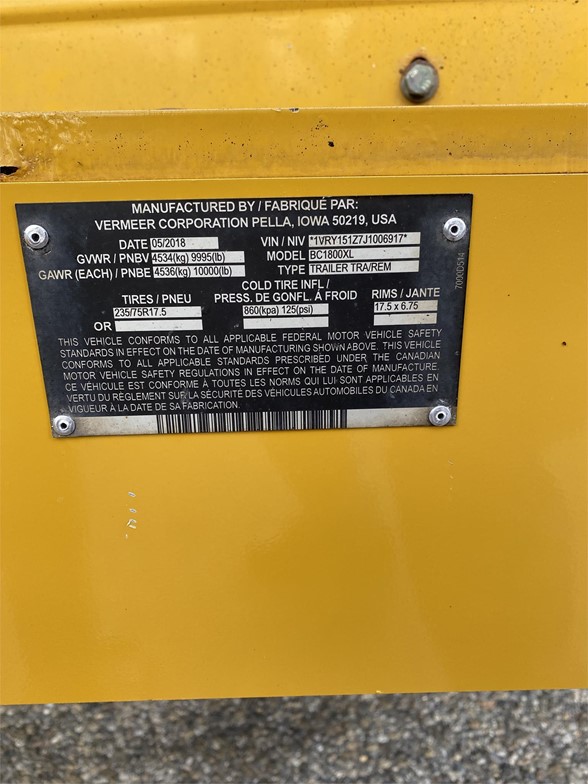 MANUFACTURED BY / FABRIQUÉ PAR:
VERMEER CORPORATION PELLA, IOWA 50219, USA
DATE 05/2018 VIN / NIV *1VRY151Z7J1006917*
GVWR / PNBV 4534(kg) 9995(lb) MODEL BC1800XL
GAWR (EACH) / PNBE 4536(kg) 10000(lb) TYPE TRAILER TRA/REM
COLD TIRE INFL /
TIRES / PNEU PRESS. DE GONFL. À FROID RIMS / JANTE
235/75R17.5 860(kpa) 125(psi) 17.5 x 6.75
OR
THIS VEHICLE CONFORMS TO ALL APPLICABLE FEDERAL MOTOR VEHICLE SAFETY
STANDARDS IN EFFECT ON THE DATE OF MANUFACTURING SHOWN ABOVE. THIS VEHICLE
CONFORMS TO ALL APPLICABLE STANDARDS PRESCRIBED UNDER THE CANADIAN
MOTOR VEHICLE SAFETY REGULATIONS IN EFFECT ON THE DATE OF MANUFACTURE.
CE VÉHICULE EST CONFORME À TOUTES LES NORMS QUI LUI SONT APPLICABLES EN
VERTU DU RÈGLEMENT SUR LA SÉCURITÉ DES VÉHICULES AUTOMOBILES DU CANADA EN
VIGUEUR À LA DATE DE SA FABRICATION.
7000D514